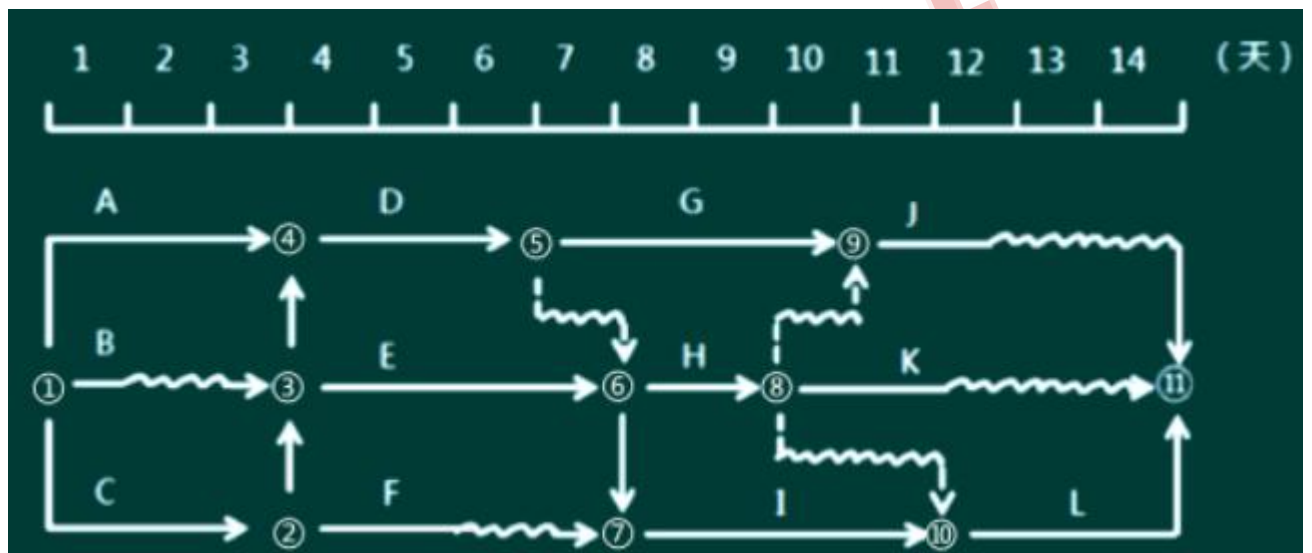 1 2 3 4 5 6 7 8 9 10 11 12 13 14 (天)
A D G J
④ ⑤ ⑨
B E H K
① ③ ⑥ ⑧ ⑪
C F I L
② ⑦ ⑩